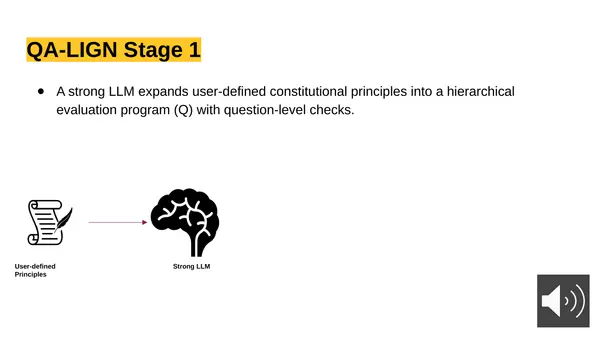 QA-LIGN Stage 1
● A strong LLM expands user-defined constitutional principles into a hierarchical
evaluation program (Q) with question-level checks.
User-defined
Principles
Strong LLM